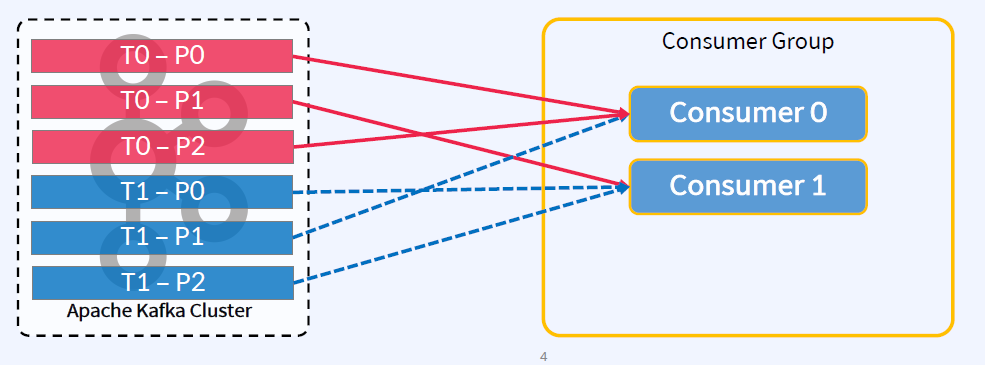 T0 – P0
T0 – P1
T0 – P2
T1 – P0
T1 – P1
T1 – P2
Apache Kafka Cluster
Consumer Group
Consumer 0
Consumer 1
4